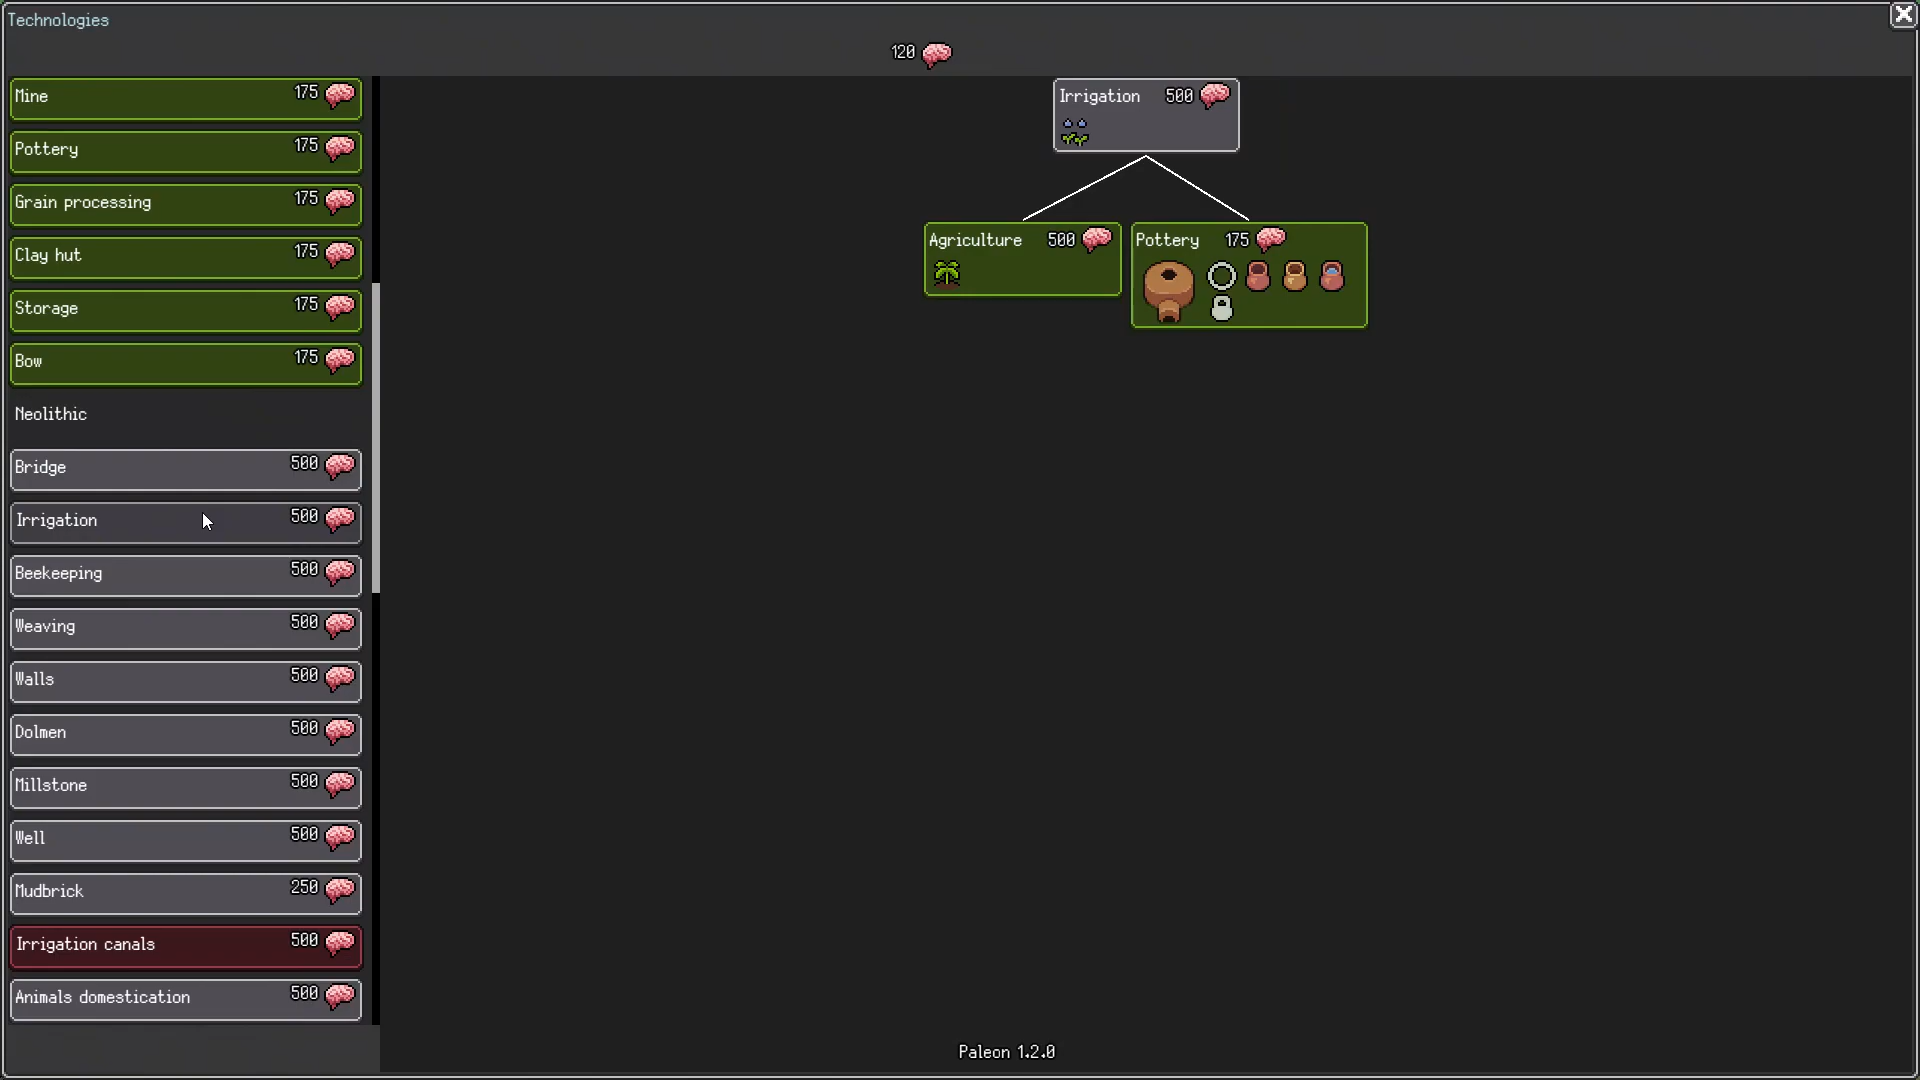 Technologies
120
Mine 175
Pottery 175
Grain processing 175
Clay hut 175
Storage 175
Bow 175
Neolithic
Bridge 500
Irrigation 500
Beekeeping 500
Weaving 500
Walls 500
Dolmen 500
Millstone 500
Well 500
Mudbrick 250
Irrigation canals 500
Animals domestication 500
Irrigation 500
Agriculture 500
Pottery 175
Paleon 1.2.0